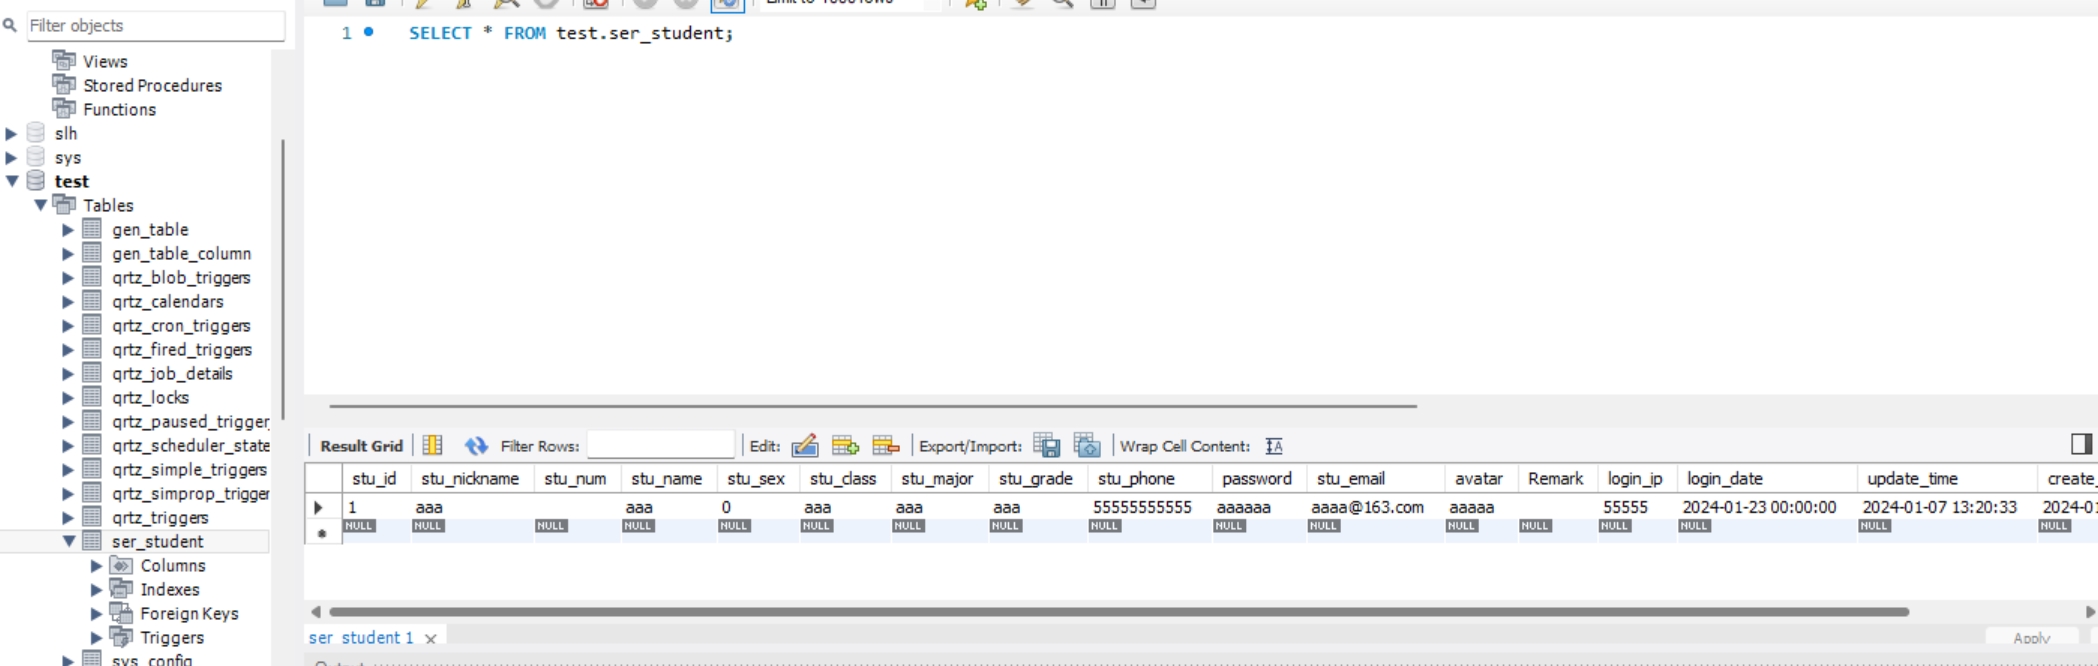 Filter objects
Views
Stored Procedures
Functions
slh
sys
test
Tables
gen_table
gen_table_column
qrtz_blob_triggers
qrtz_calendars
qrtz_cron_triggers
qrtz_fired_triggers
qrtz_job_details
qrtz_locks
qrtz_paused_trigger_
qrtz_scheduler_state
qrtz_simple_triggers
qrtz_simprop_trigger
qrtz_triggers
ser_student
Columns
Indexes
Foreign Keys
Triggers
sys_config
1 SELECT * FROM test.ser_student;
Result Grid Filter Rows: Edit: Export/Import: Wrap Cell Content:
stu_id stu_nickname stu_num stu_name stu_sex stu_class stu_major stu_grade stu_phone password stu_email avatar Remark login_ip login_date update_time create_
1 aaa aaa 0 aaa aaa aaa 55555555555 aaaaaa aaaa@163.com aaaaa 55555 2024-01-23 00:00:00 2024-01-07 13:20:33 2024-01
NULL NULL NULL NULL NULL NULL NULL NULL NULL NULL NULL NULL NULL NULL NULL NULL NULL
ser_student 1
Apply